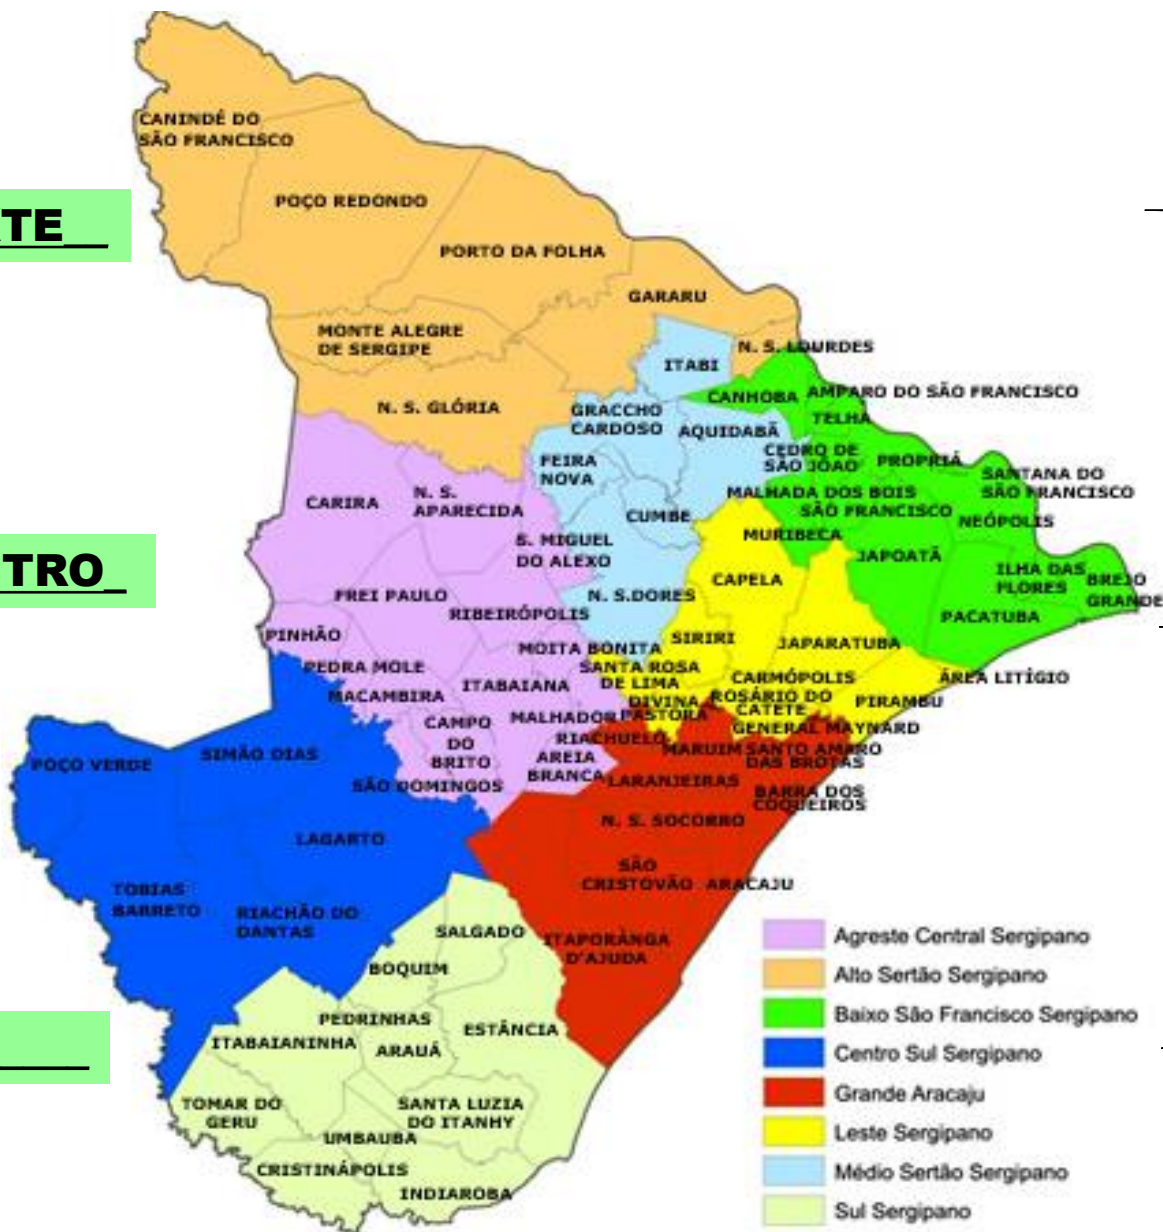 CANINDÉ DO
SÃO FRANCISCO
POÇO REDONDO
RTE__
PORTO DA FOLHA
GARARU
MONTE ALEGRE
DE SERGIPE
N. S. LOURDES
ITABI
AMPARO DO SÃO FRANCISCO
CANHOBA
N. S. GLÓRIA
GRACCHO
CARDOSO
TELHA
AQUIDABÃ
CEDRO DE
SÃO JOÃO
PROPRIÁ
FEIRA
NOVA
SANTANA DO
SÃO FRANCISCO
CARIRA
N. S.
APARECIDA
MALHADA DOS BOIS
SÃO FRANCISCO
CUMBE
NEÓPOLIS
MURIBECA
S. MIGUEL
DO ALEXO
JAPOATÃ
TRO_
ILHA DAS
FLORES
BREJO
GRANDE
CAPELA
FREI PAULO
N. S.DORES
RIBEIRÓPOLIS
PACATUBA
PINHÃO
SIRIRI
JAPARATUBA
MOITA BONITA
PEDRA MOLE
SANTA ROSA
DE LIMA
CARMÓPOLIS
ÁREA LITÍGIO
ITABAIANA
MACAMBIRA
DIVINA
PASTORA
ROSÁRIO DO
CATETE
PIRAMBU
CAMPO
DO
BRITO
MALHADOR
GENERAL MAYNARD
RIACHUELO
MARUIM
SANTO AMARO
DAS BROTAS
POÇO VERDE
SIMÃO DIAS
AREIA
BRANCA
SÃO DOMINGOS
LARANJEIRAS
BARRA DOS
COQUEIROS
N. S. SOCORRO
LAGARTO
SÃO
CRISTOVÃO
ARACAJU
TOBIAS
BARRETO
RIACHÃO DO
DANTAS
SALGADO
ITAPORÀNGA
D'AJUDA
BOQUIM
PEDRINHAS
ESTÂNCIA
ITABAIANINHA
ARAUÁ
TOMAR DO
GERU
SANTA LUZIA
DO ITANHY
UMBAUBA
CRISTINÁPOLIS
INDIAROBA
Agreste Central Sergipano
Alto Sertão Sergipano
Baixo São Francisco Sergipano
Centro Sul Sergipano
Grande Aracaju
Leste Sergipano
Médio Sertão Sergipano
Sul Sergipano